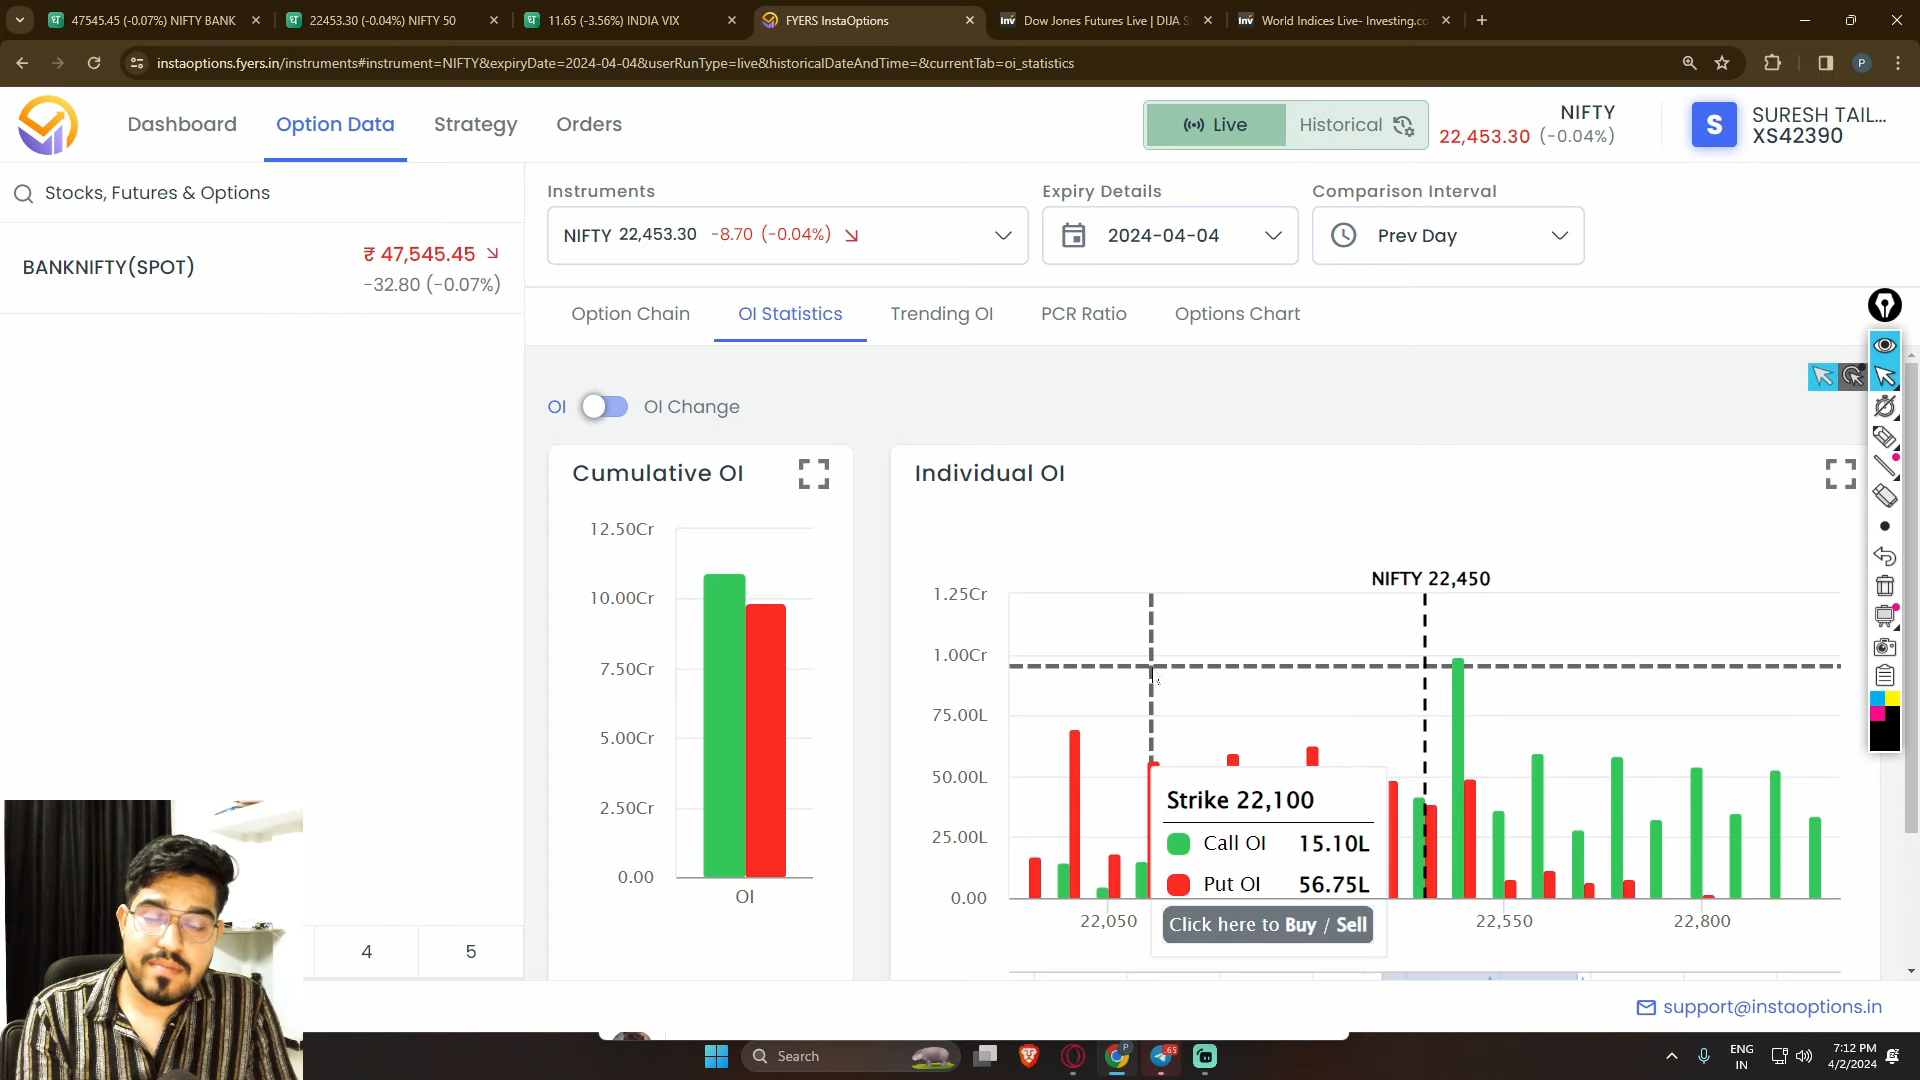 47545.45 (-0.07%) NIFTY BANK
22453.30 (-0.04%) NIFTY 50
11.65 (-3.56%) INDIA VIX
FYERS InstaOptions
Inv Dow Jones Futures Live | DJIA S
Inv World Indices Live- Investing.co
instaoptions.fyers.in/instruments#instrument=NIFTY&expiryDate=2024-04-04&userRunType=live&historicalDateAndTime=&currentTab=oi_statistics
P
Dashboard
Option Data
Strategy
Orders
Live
Historical
NIFTY
22,453.30 (-0.04%)
S
SURESH TAIL...
XS42390
Stocks, Futures & Options
BANKNIFTY(SPOT)
₹ 47,545.45
-32.80 (-0.07%)
Instruments
NIFTY 22,453.30 -8.70 (-0.04%)
Expiry Details
2024-04-04
Comparison Interval
Prev Day
Option Chain
OI Statistics
Trending OI
PCR Ratio
Options Chart
OI
OI Change
Cumulative OI
12.50Cr
10.00Cr
7.50Cr
5.00Cr
2.50Cr
0.00
OI
Individual OI
NIFTY 22,450
1.25Cr
1.00Cr
75.00L
50.00L
25.00L
0.00
22,050
22,550
22,800
Strike 22,100
Call OI 15.10L
Put OI 56.75L
Click here to Buy / Sell
4
5
support@instaoptions.in
Search
P
65
ENG
IN
7:12 PM
4/2/2024